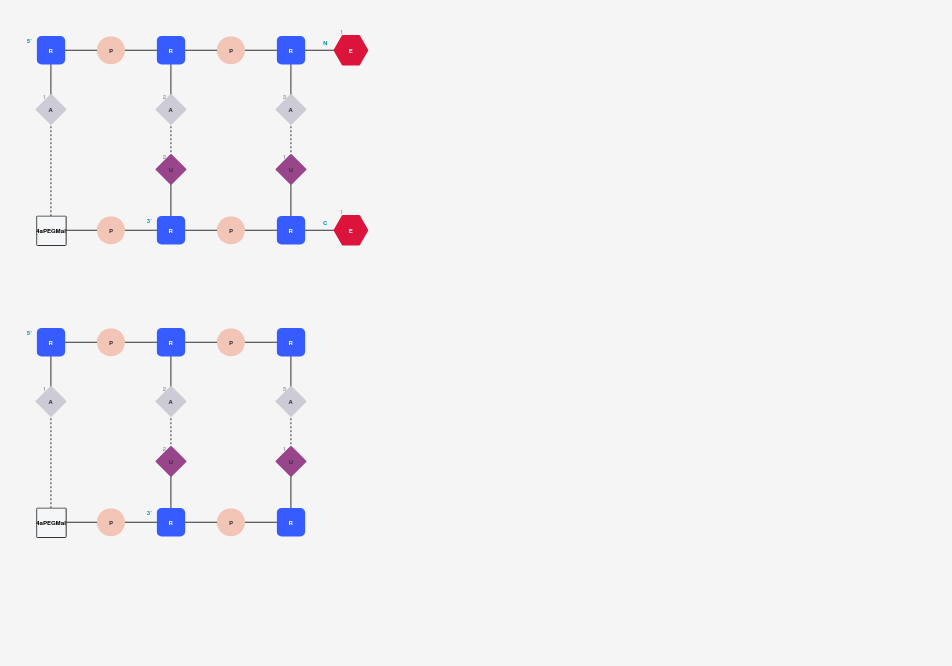 5' R P R P R N 1 E
1 A 2 A 3 A
2 U 1 U
4aPEGMal P 3' R P R C 1 E
5' R P R P R
1 A 2 A 3 A
2 U 1 U
4aPEGMal P 3' R P R